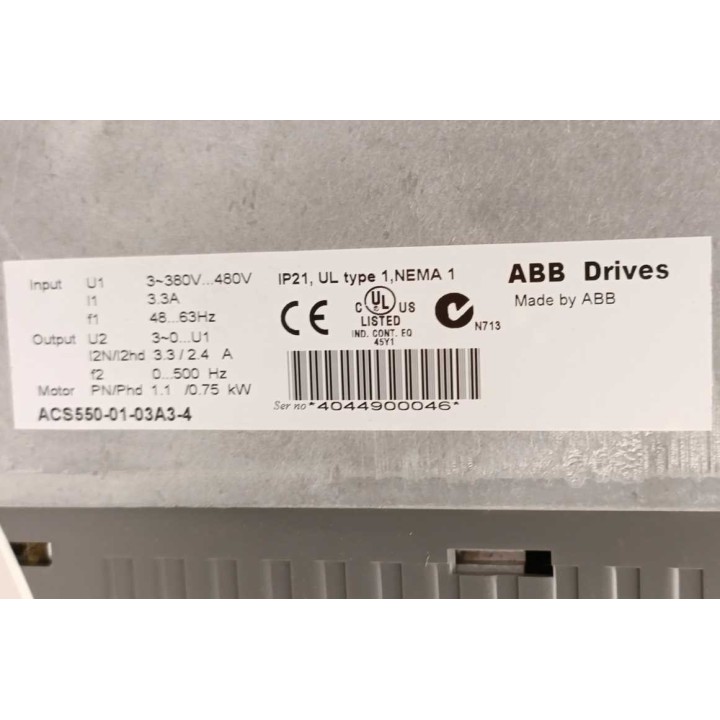 Input U1 3~380V...480V
I1 3.3A
f1 48...63Hz
Output U2 3~0...U1
I2N/I2hd 3.3 / 2.4 A
f2 0...500 Hz
Motor PN/Phd 1.1 /0.75 kW
ACS550-01-03A3-4
IP21, UL type 1,NEMA 1
CE
C UL US
LISTED
IND. CONT. EQ
45Y1
N713
Ser no *4044900046*
ABB Drives
Made by ABB